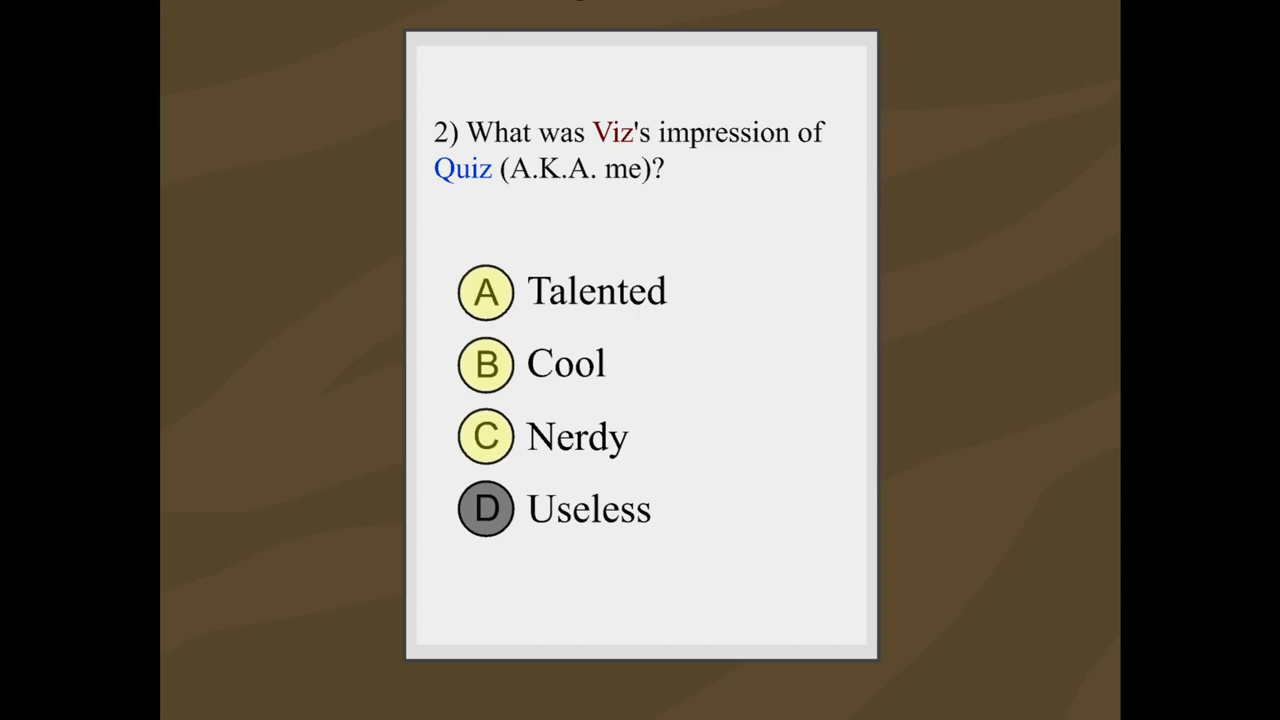 2) What was Viz's impression of
Quiz (A.K.A. me)?
A Talented
B Cool
C Nerdy
D Useless